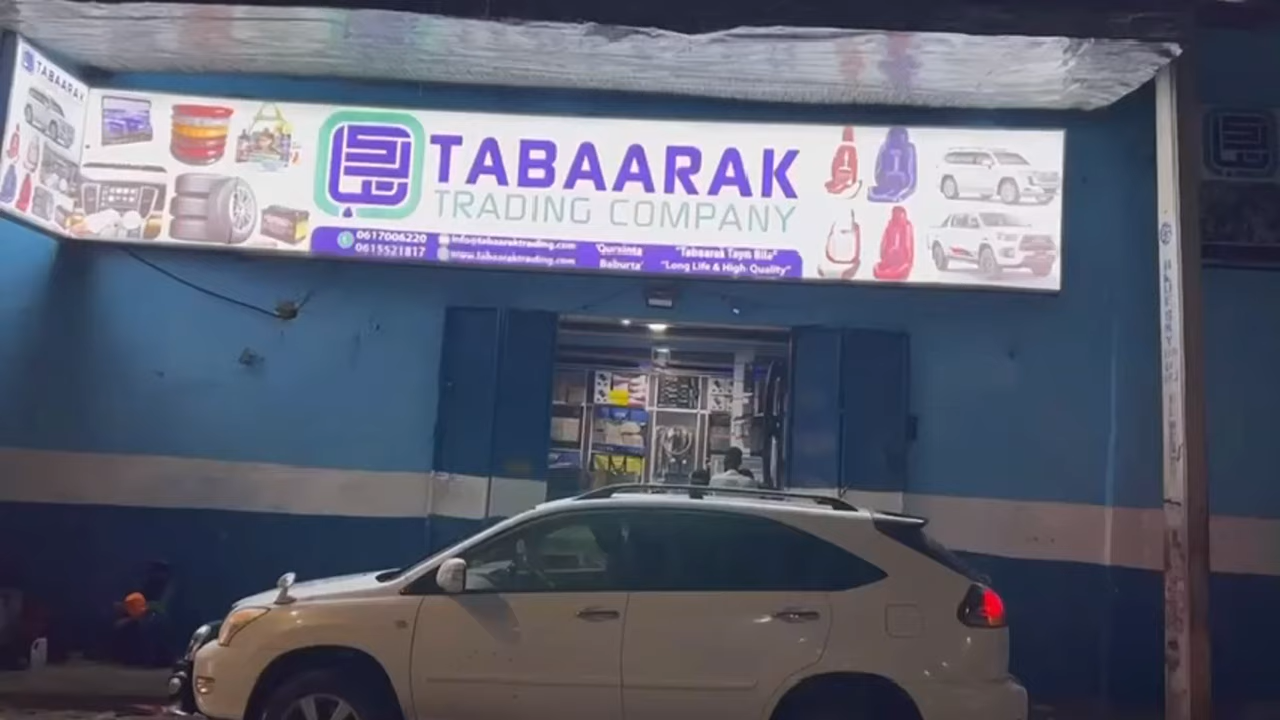 TABAARAK
TABAARAK
TRADING COMPANY
0617006220
0615521817
info@tabaaraktrading.com
www.tabaaraktrading.com
'Qurxinta
Baburta'
"Tabaarak Tayo Bila"
"Long Life & High Quality"